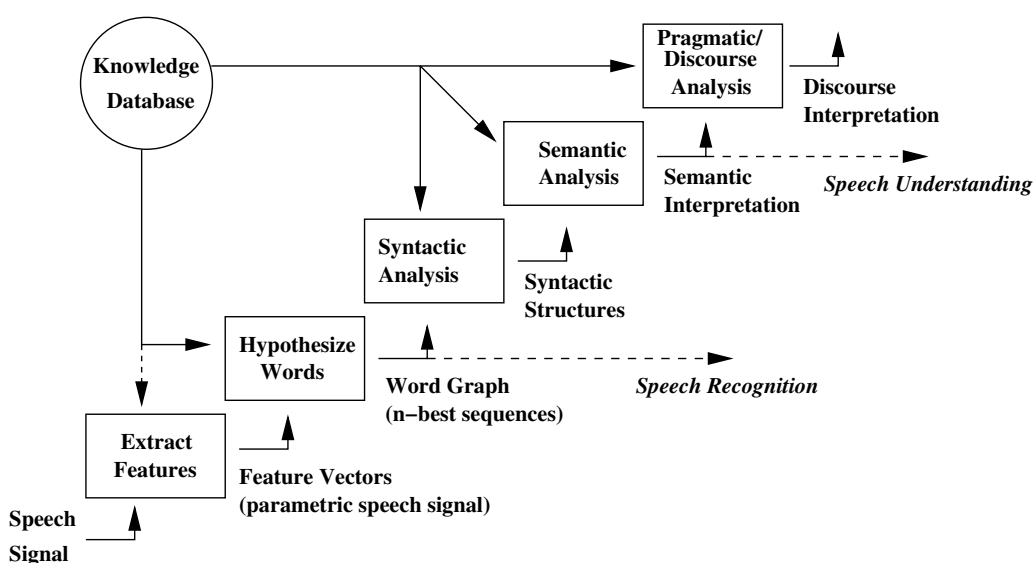 Knowledge
Database
Pragmatic/
Discourse
Analysis
Discourse
Interpretation
Semantic
Analysis
Semantic
Interpretation
Speech Understanding
Syntactic
Analysis
Syntactic
Structures
Hypothesize
Words
Word Graph
(n−best sequences)
Speech Recognition
Extract
Features
Feature Vectors
(parametric speech signal)
Speech
Signal